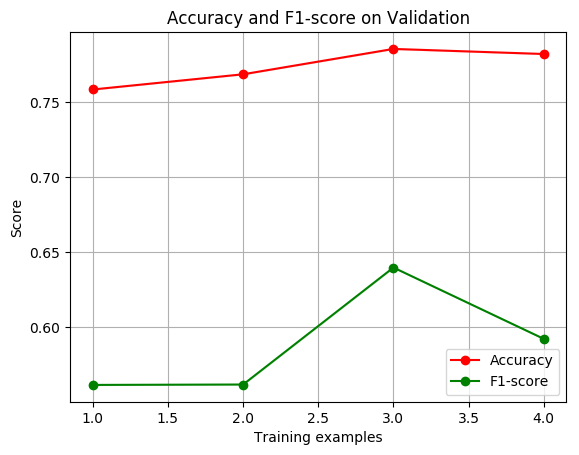 Accuracy and F1-score on Validation
Score
0.75
0.70
0.65
0.60
1.0 1.5 2.0 2.5 3.0 3.5 4.0
Training examples
Accuracy
F1-score